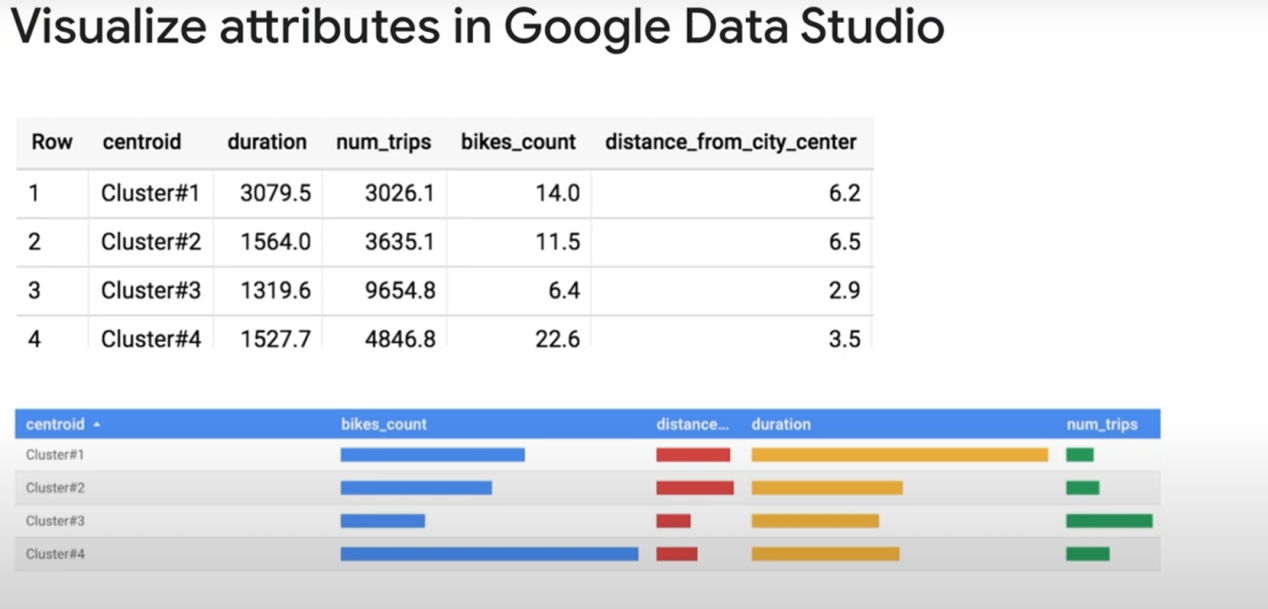 Visualize attributes in Google Data Studio
Row centroid duration num_trips bikes_count distance_from_city_center
1 Cluster#1 3079.5 3026.1 14.0 6.2
2 Cluster#2 1564.0 3635.1 11.5 6.5
3 Cluster#3 1319.6 9654.8 6.4 2.9
4 Cluster#4 1527.7 4846.8 22.6 3.5
centroid bikes_count distance... duration num_trips
Cluster#1
Cluster#2
Cluster#3
Cluster#4